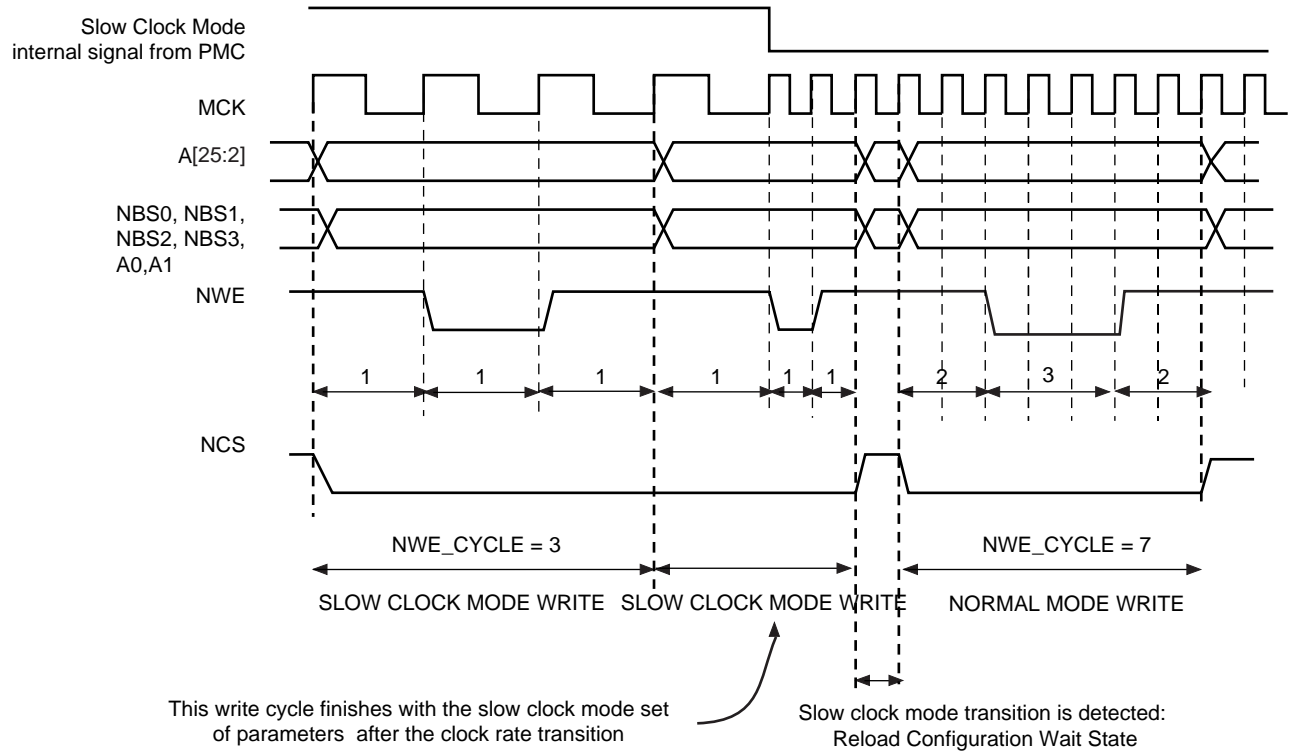 Slow Clock Mode
internal signal from PMC
MCK
A[25:2]
NBS0, NBS1,
NBS2, NBS3,
A0,A1
NWE
1 1 1 1 1 1 2 3 2
NCS
NWE_CYCLE = 3 NWE_CYCLE = 7
SLOW CLOCK MODE WRITE SLOW CLOCK MODE WRITE NORMAL MODE WRITE
This write cycle finishes with the slow clock mode set
of parameters after the clock rate transition
Slow clock mode transition is detected:
Reload Configuration Wait State